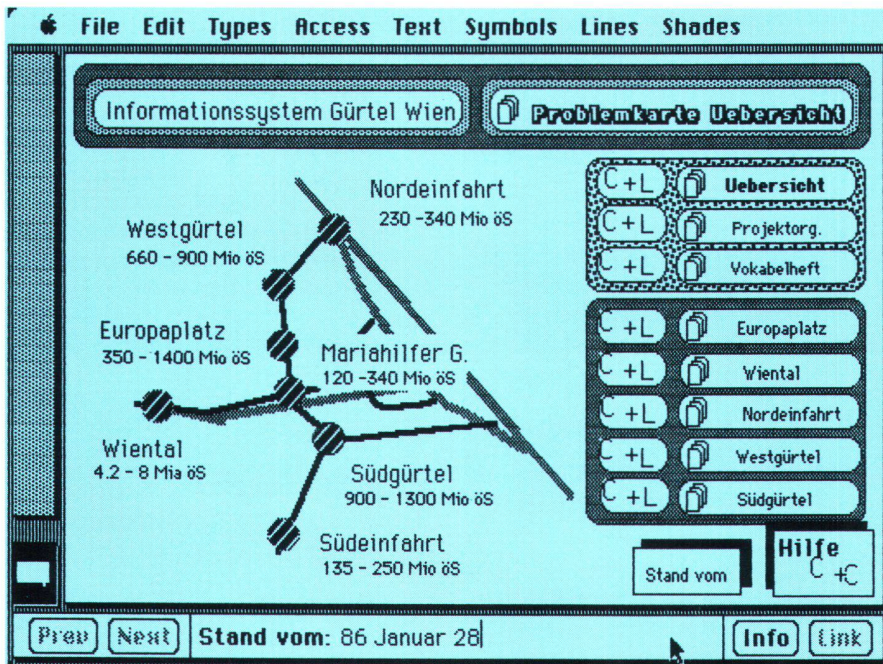 File Edit Types Access Text Symbols Lines Shades
Informationssystem Gürtel Wien
Problemkarte Uebersicht
Nordeinfahrt
230 -340 Mio öS
Westgürtel
660 - 900 Mio öS
Europaplatz
350 - 1400 Mio öS
Mariahilfer G.
120 -340 Mio öS
Wiental
4.2 - 8 Mia öS
Südgürtel
900 - 1300 Mio öS
Südeinfahrt
135 - 250 Mio öS
C +L Uebersicht
C +L Projektorg.
C +L Vokabelheft
C +L Europaplatz
C +L Wiental
C +L Nordeinfahrt
C +L Westgürtel
C +L Südgürtel
Stand vom
Hilfe
C +C
Prev Next Stand vom: 86 Januar 28 Info Link